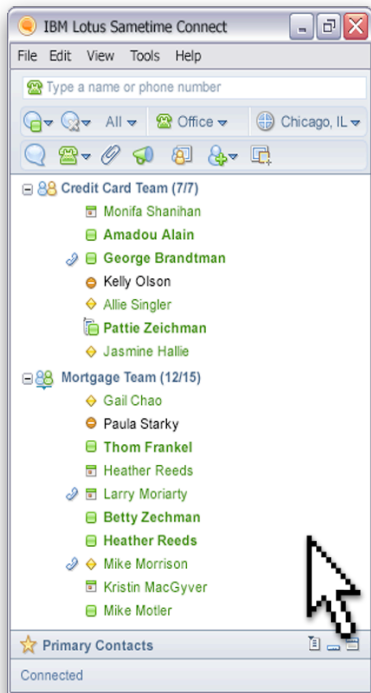 IBM Lotus Sametime Connect
File Edit View Tools Help
Type a name or phone number
All Office Chicago, IL
Credit Card Team (7/7)
Monifa Shanihan
Amadou Alain
George Brandtman
Kelly Olson
Allie Singler
Pattie Zeichman
Jasmine Hallie
Mortgage Team (12/15)
Gail Chao
Paula Starky
Thom Frankel
Heather Reeds
Larry Moriarty
Betty Zechman
Heather Reeds
Mike Morrison
Kristin MacGyver
Mike Motler
Primary Contacts
Connected